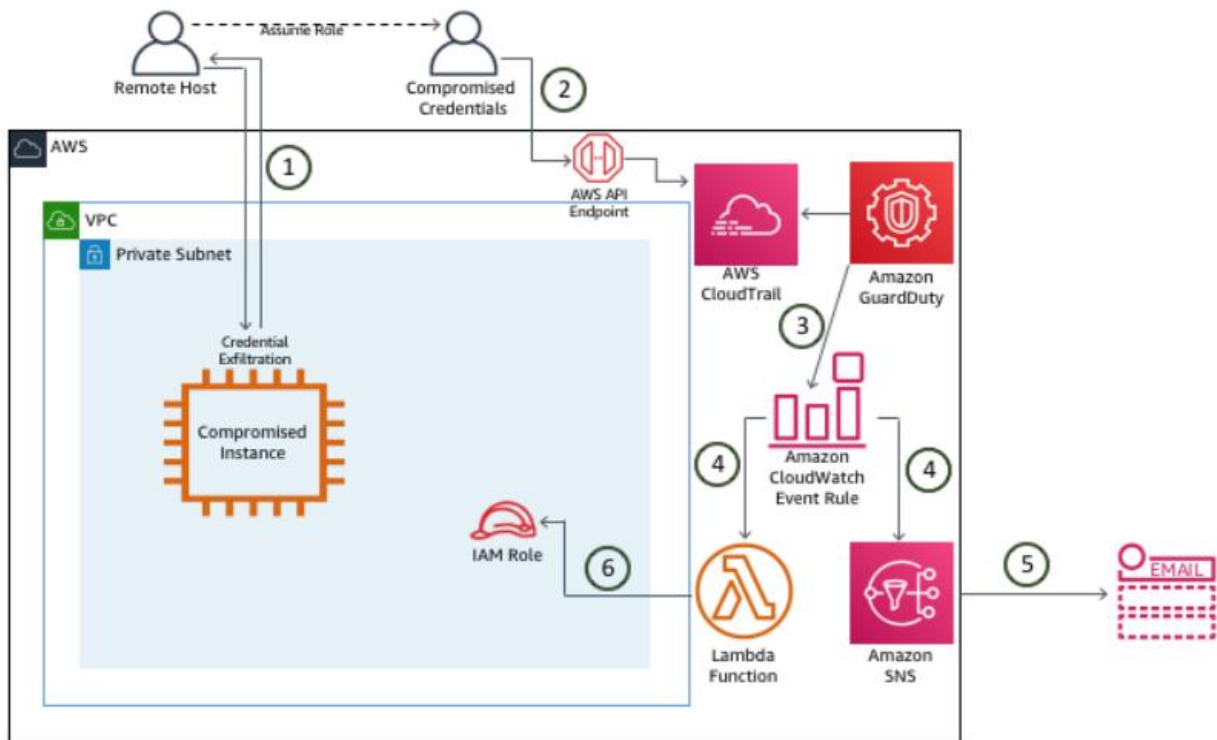 Assume Role
Remote Host
Compromised
Credentials
2
AWS
1
AWS API
Endpoint
VPC
Private Subnet
AWS
CloudTrail
Amazon
GuardDuty
3
Credential
Exfiltration
Compromised
Instance
4
Amazon
CloudWatch
Event Rule
4
IAM Role
6
5
EMAIL
Lambda
Function
Amazon
SNS